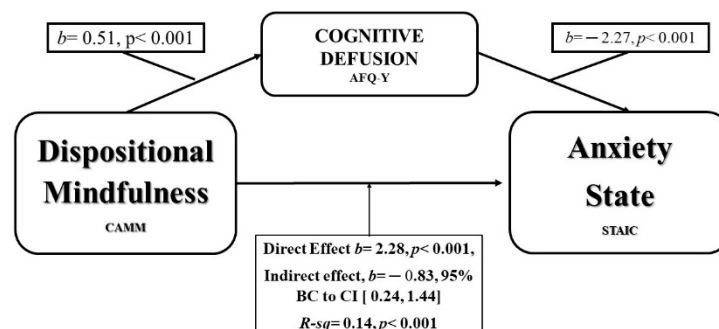 b= 0.51, p< 0.001
COGNITIVE
DEFUSION
AFQ-Y
b= – 2.27, p< 0.001
Dispositional
Mindfulness
CAMM
Anxiety
State
STAIC
Direct Effect b= 2.28, p< 0.001,
Indirect effect, b= – 0.83, 95%
BC to CI [ 0.24, 1.44]
R-sq= 0.14, p< 0.001